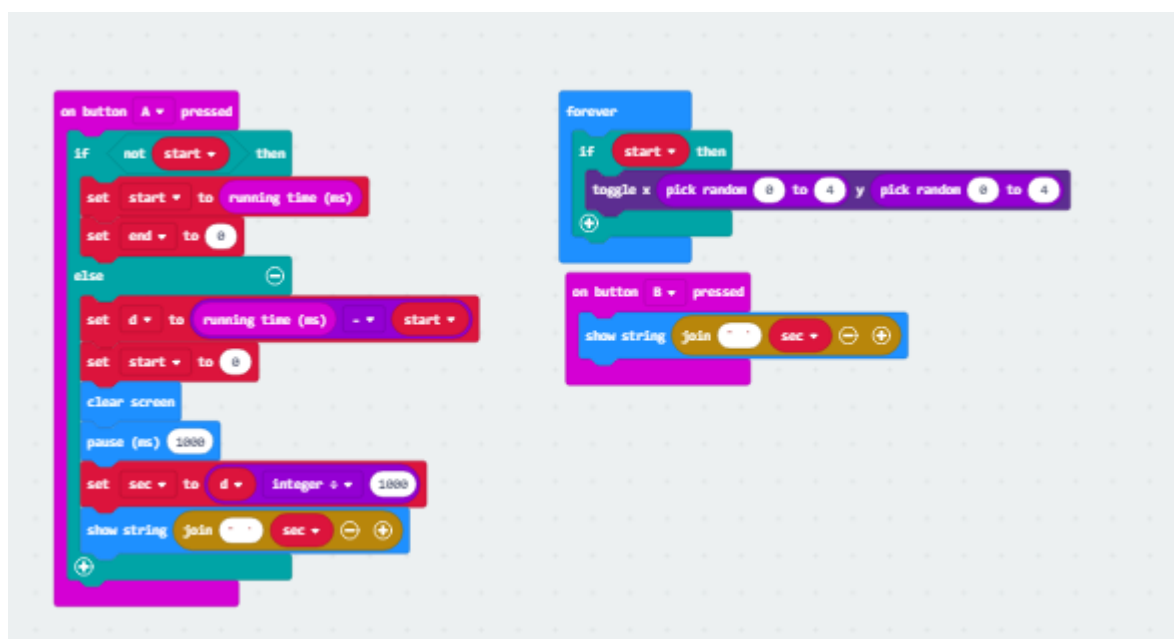 on button A pressed
if not start then
set start to running time (ms)
set end to 0
else
set d to running time (ms) - start
set start to 0
clear screen
pause (ms) 1000
set sec to d integer ÷ 1000
show string join " " sec
forever
if start then
toggle x pick random 0 to 4 y pick random 0 to 4
on button B pressed
show string join " " sec